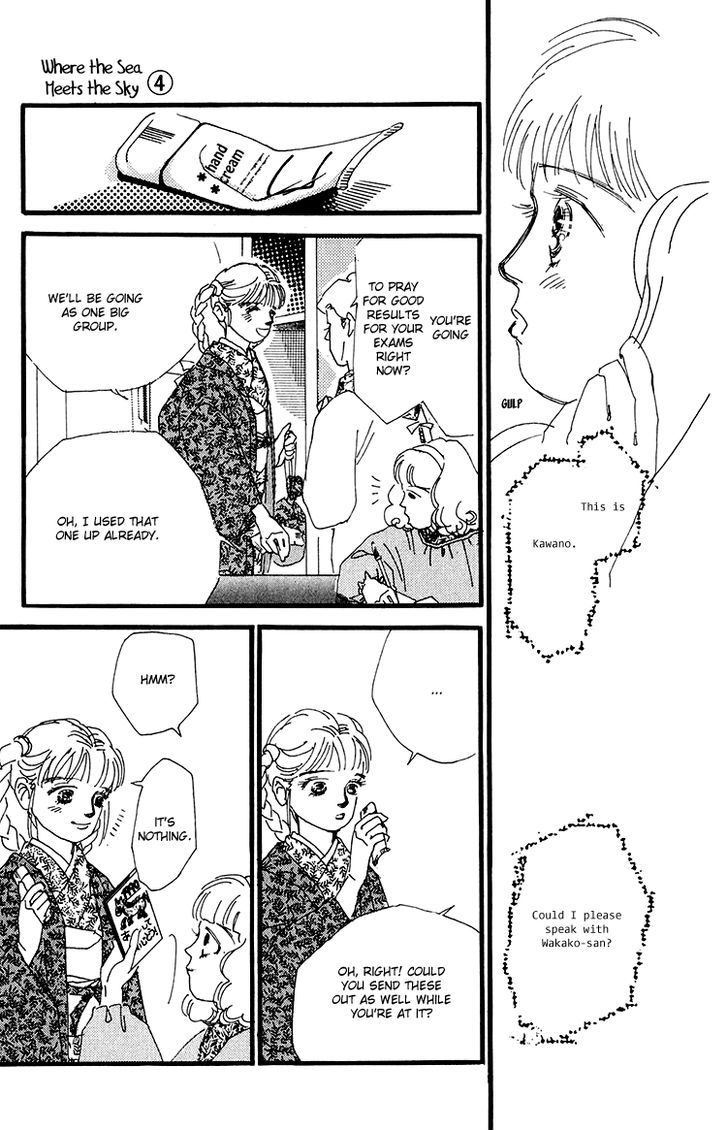 GULP
This is
Kawano.
Could I please
speak with
Wakako-san?
Where the Sea
Meets the Sky ④
*hand
*cream
YOU'RE
GOING
TO PRAY
FOR GOOD
RESULTS
FOR YOUR
EXAMS
RIGHT
NOW?
WE'LL BE GOING
AS ONE BIG
GROUP.
OH, I USED THAT
ONE UP ALREADY.
...
OH, RIGHT! COULD
YOU SEND THESE
OUT AS WELL WHILE
YOU'RE AT IT?
HMM?
IT'S
NOTHING.